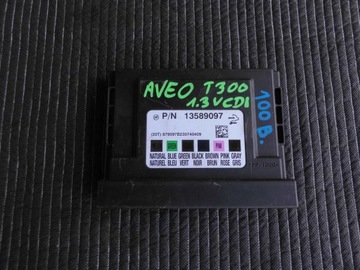 AVEO T300
1.3 VCDI
100 B.
P/N 13589097
NATURAL BLUE GREEN BLACK BROWN PINK GRAY
NATUREL BLEU VERT NOIR BRUN ROSE GRIS